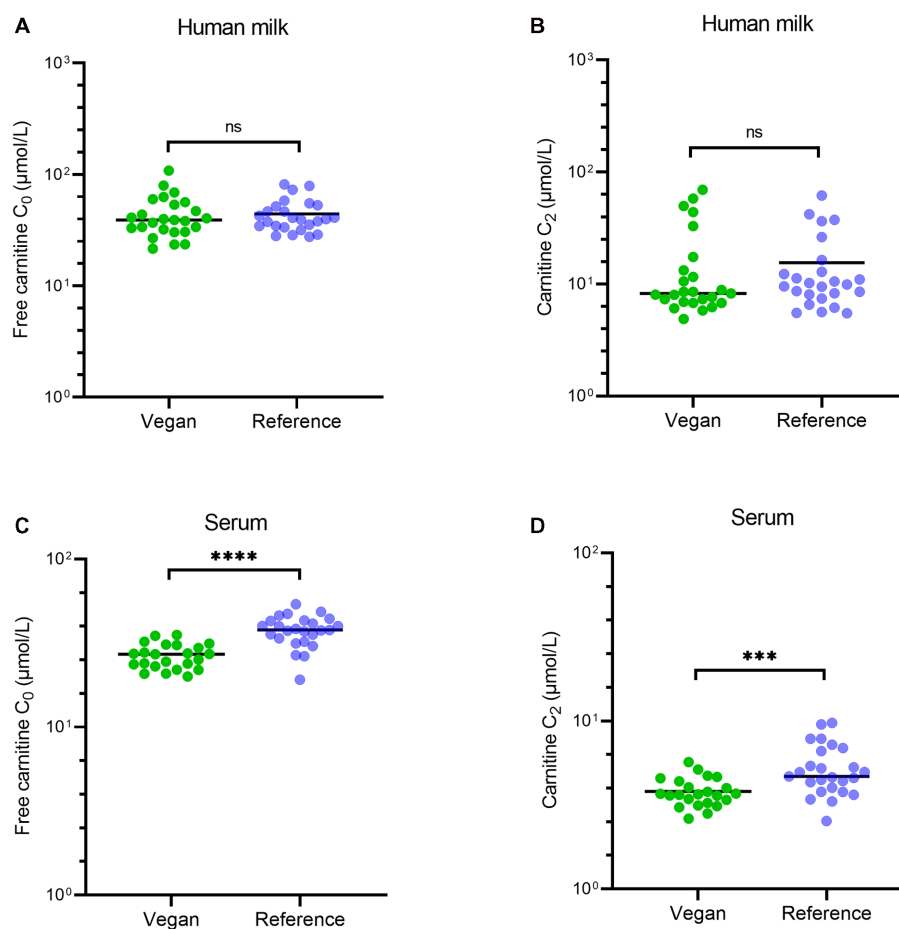 A
Human milk
Free carnitine C₀ (µmol/L)
10³
10²
10¹
10⁰
ns
Vegan
Reference
B
Human milk
Carnitine C₂ (µmol/L)
10³
10²
10¹
10⁰
ns
Vegan
Reference
C
Serum
Free carnitine C₀ (µmol/L)
10²
10¹
10⁰
****
Vegan
Reference
D
Serum
Carnitine C₂ (µmol/L)
10²
10¹
10⁰
***
Vegan
Reference